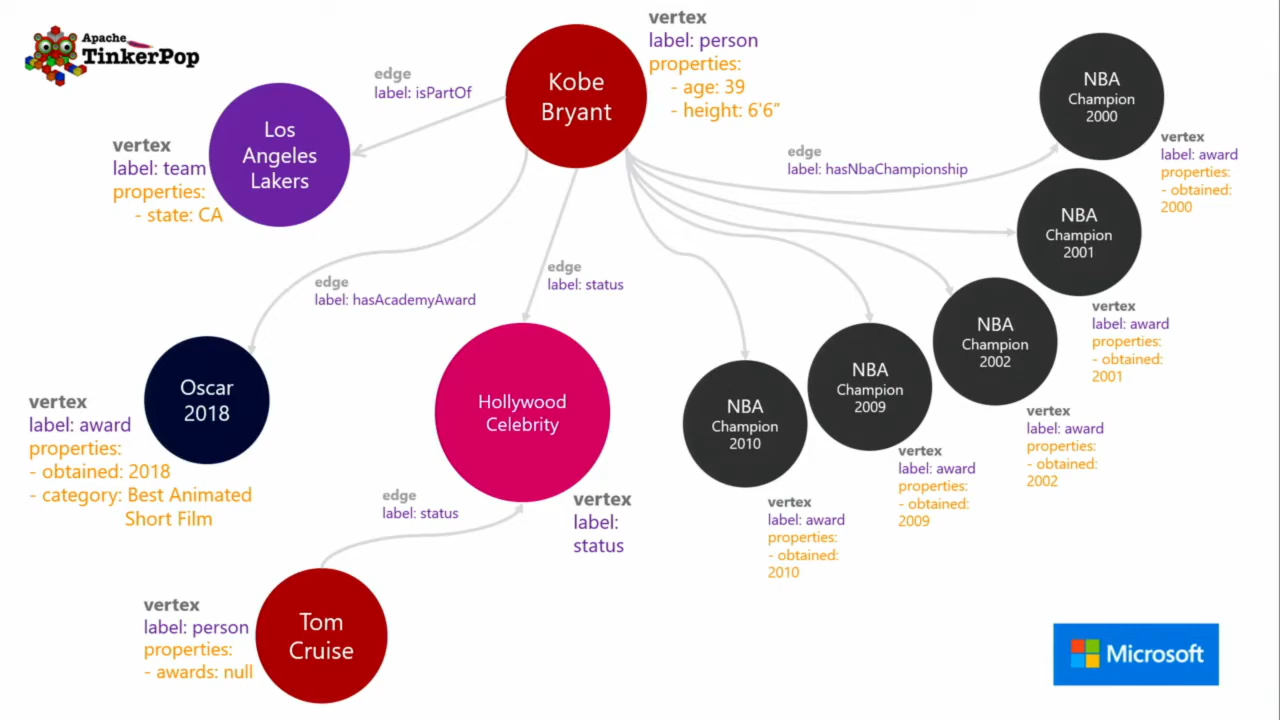 Apache
TinkerPop
vertex
label: person
properties:
- age: 39
- height: 6'6”
Kobe
Bryant
edge
label: isPartOf
Los
Angeles
Lakers
vertex
label: team
properties:
- state: CA
edge
label: hasNbaChampionship
NBA
Champion
2000
vertex
label: award
properties:
- obtained:
2000
NBA
Champion
2001
vertex
label: award
properties:
- obtained:
2001
NBA
Champion
2002
vertex
label: award
properties:
- obtained:
2002
NBA
Champion
2009
vertex
label: award
properties:
- obtained:
2009
NBA
Champion
2010
vertex
label: award
properties:
- obtained:
2010
edge
label: hasAcademyAward
edge
label: status
Oscar
2018
vertex
label: award
properties:
- obtained: 2018
- category: Best Animated
Short Film
Hollywood
Celebrity
vertex
label:
status
edge
label: status
Tom
Cruise
vertex
label: person
properties:
- awards: null
Microsoft